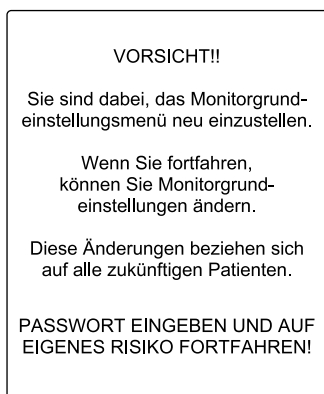 VORSICHT!!
Sie sind dabei, das Monitorgrund-
einstellungsmenü neu einzustellen.
Wenn Sie fortfahren,
können Sie Monitorgrund-
einstellungen ändern.
Diese Änderungen beziehen sich
auf alle zukünftigen Patienten.
PASSWORT EINGEBEN UND AUF
EIGENES RISIKO FORTFAHREN!